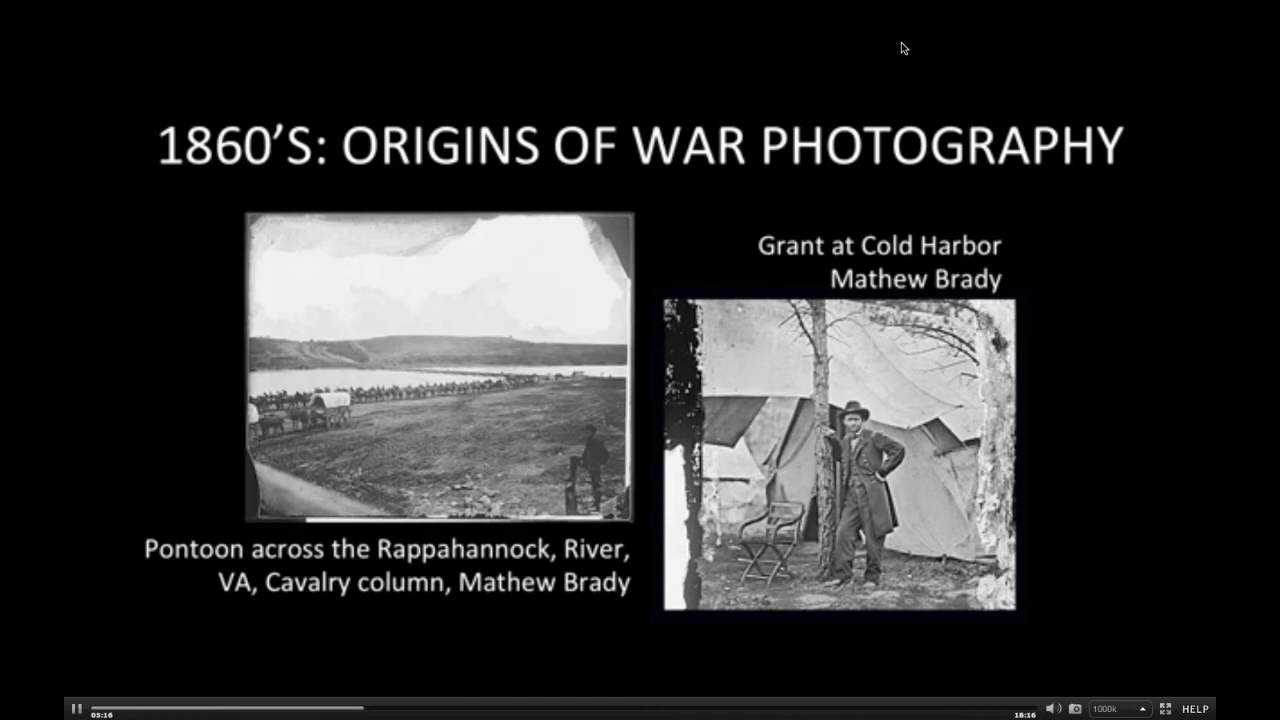 1860'S: ORIGINS OF WAR PHOTOGRAPHY
Grant at Cold Harbor
Mathew Brady
Pontoon across the Rappahannock, River,
VA, Cavalry column, Mathew Brady
05:16
18:16
1000k
HELP